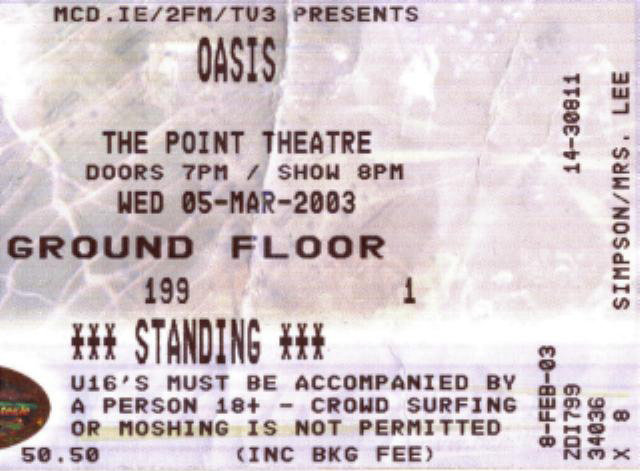 MCD.IE/2FM/TV3 PRESENTS
OASIS
THE POINT THEATRE
DOORS 7PM / SHOW 8PM
WED 05-MAR-2003
GROUND FLOOR
199 1
*** STANDING ***
U16'S MUST BE ACCOMPANIED BY
A PERSON 18+ - CROWD SURFING
OR MOSHING IS NOT PERMITTED
50.50 (INC BKG FEE)
14-30811
SIMPSON/MRS. LEE
8-FEB-03
ZDI799
34036
X 8